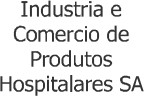 Industria e
Comercio de
Produtos
Hospitalares SA